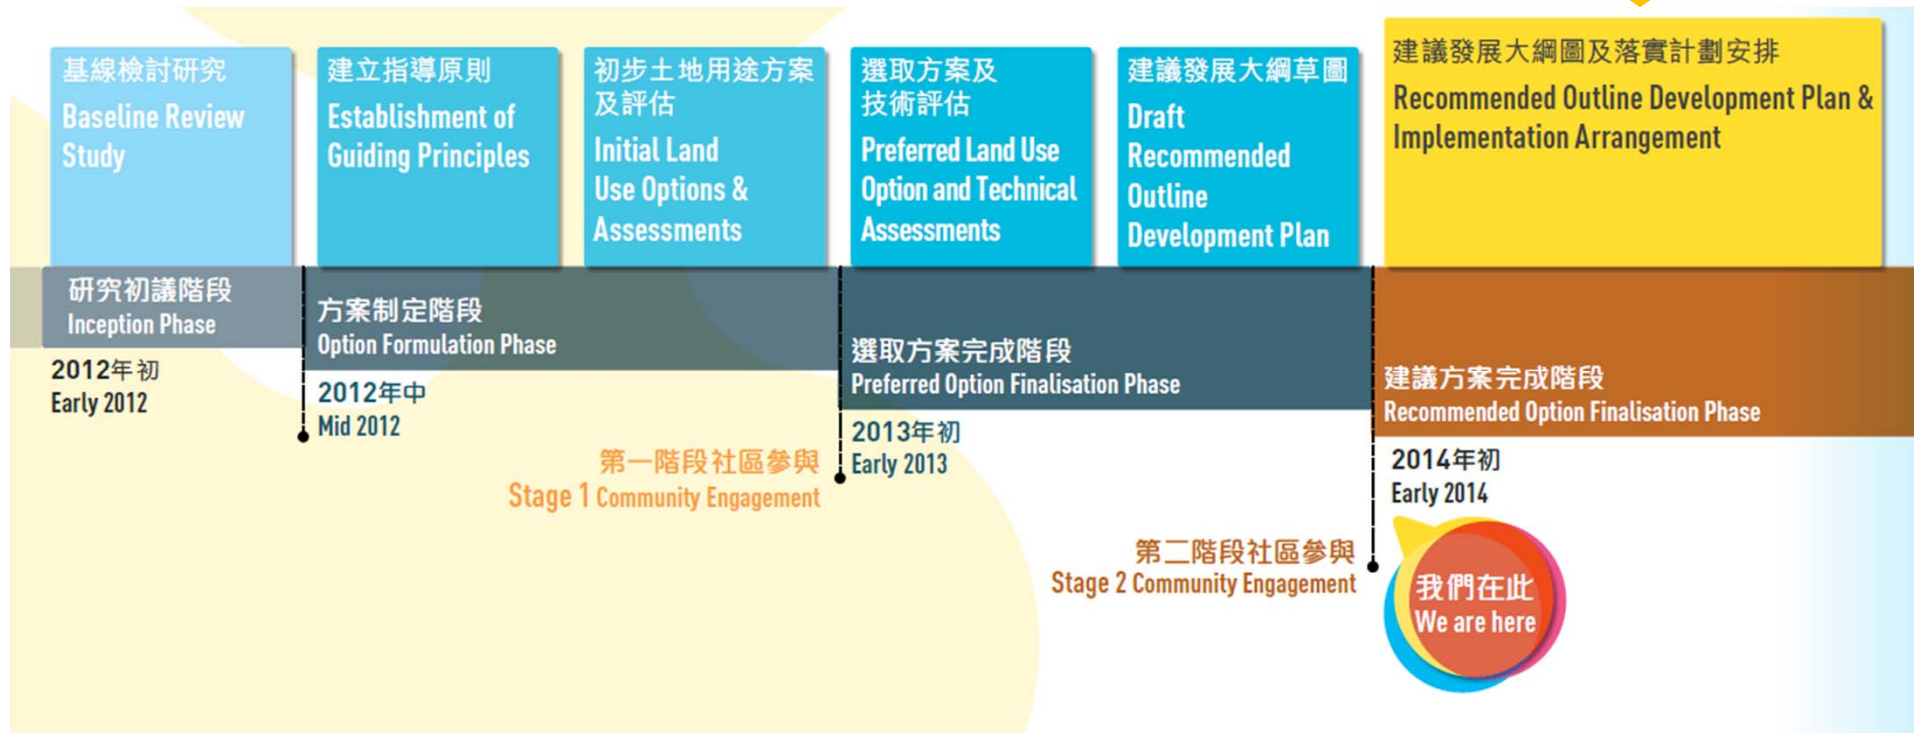 基線檢討研究
Baseline Review
Study
建立指導原則
Establishment of
Guiding Principles
初步土地用途方案
及評估
Initial Land
Use Options &
Assessments
選取方案及
技術評估
Preferred Land Use
Option and Technical
Assessments
建議發展大綱草圖
Draft
Recommended
Outline
Development Plan
建議發展大綱圖及落實計劃安排
Recommended Outline Development Plan &
Implementation Arrangement
研究初議階段
Inception Phase
2012年初
Early 2012
方案制定階段
Option Formulation Phase
2012年中
Mid 2012
第一階段社區參與
Stage 1 Community Engagement
選取方案完成階段
Preferred Option Finalisation Phase
2013年初
Early 2013
第二階段社區參與
Stage 2 Community Engagement
建議方案完成階段
Recommended Option Finalisation Phase
2014年初
Early 2014
我們在此
We are here